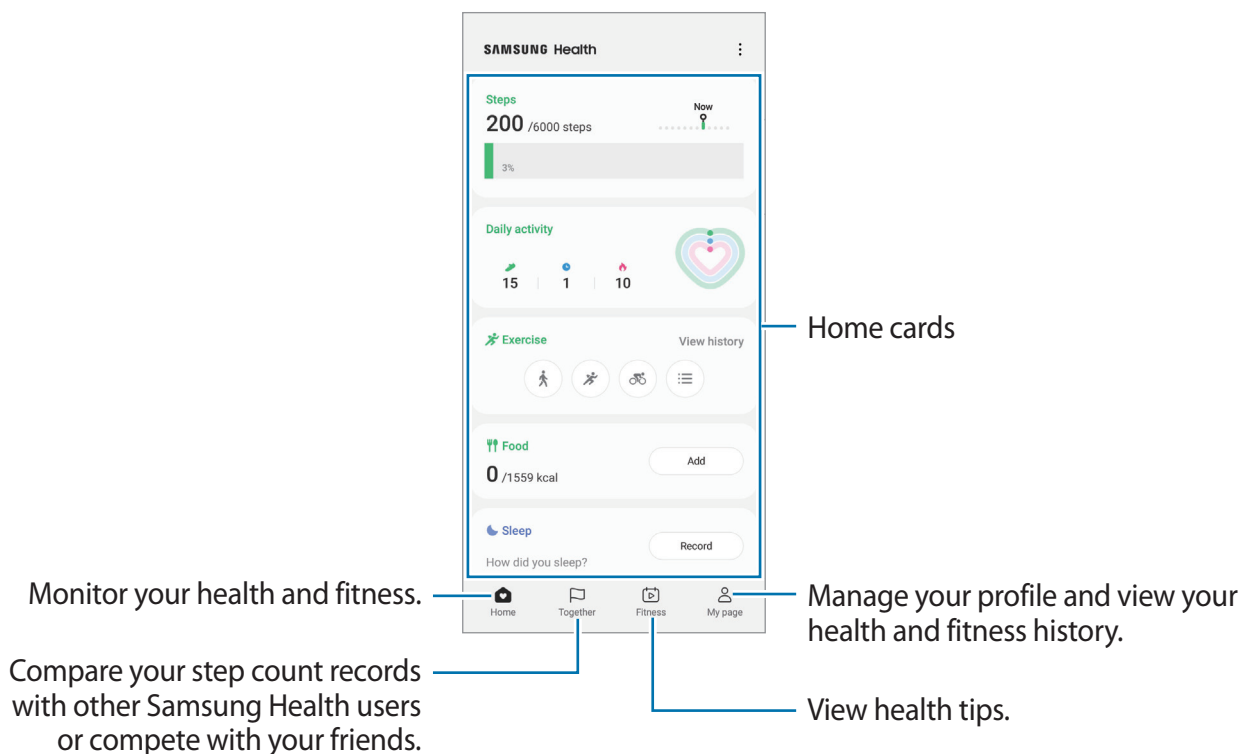 SAMSUNG Health
Steps
200 /6000 steps
Now
3%
Daily activity
15
1
10
Exercise
View history
Food
0 /1559 kcal
Add
Sleep
How did you sleep?
Record
Home
Together
Fitness
My page
Home cards
Monitor your health and fitness.
Compare your step count records
with other Samsung Health users
or compete with your friends.
Manage your profile and view your
health and fitness history.
View health tips.